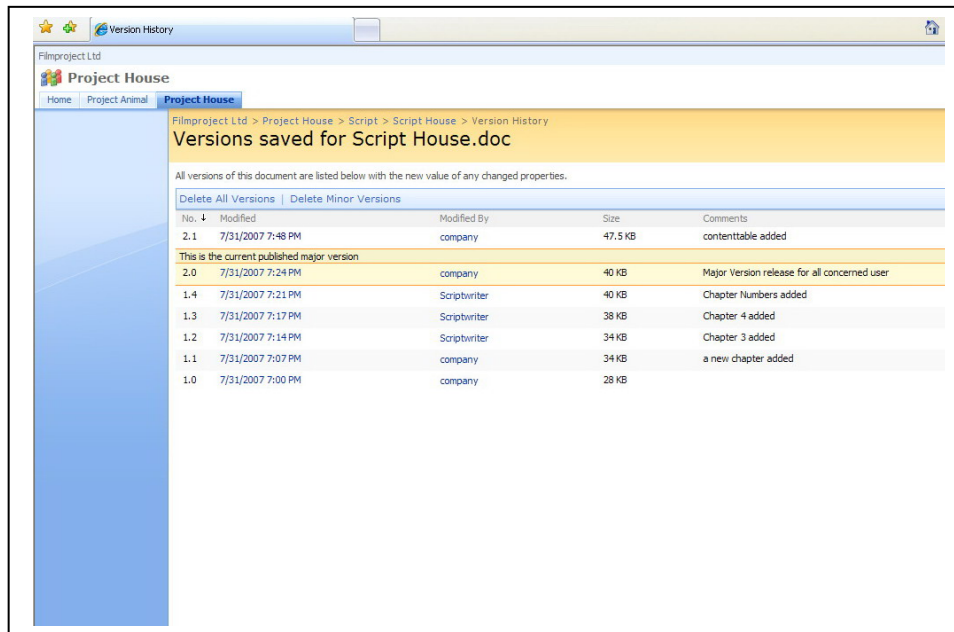 Version History
Filmproject Ltd
Project House
Home Project Animal Project House
Filmproject Ltd > Project House > Script > Script House > Version History
Versions saved for Script House.doc
All versions of this document are listed below with the new value of any changed properties.
Delete All Versions | Delete Minor Versions
No. ↓ Modified Modified By Size Comments
2.1 7/31/2007 7:48 PM company 47.5 KB contenttable added
This is the current published major version
2.0 7/31/2007 7:24 PM company 40 KB Major Version release for all concerned user
1.4 7/31/2007 7:21 PM Scriptwriter 40 KB Chapter Numbers added
1.3 7/31/2007 7:17 PM Scriptwriter 38 KB Chapter 4 added
1.2 7/31/2007 7:14 PM Scriptwriter 34 KB Chapter 3 added
1.1 7/31/2007 7:07 PM company 34 KB a new chapter added
1.0 7/31/2007 7:00 PM company 28 KB